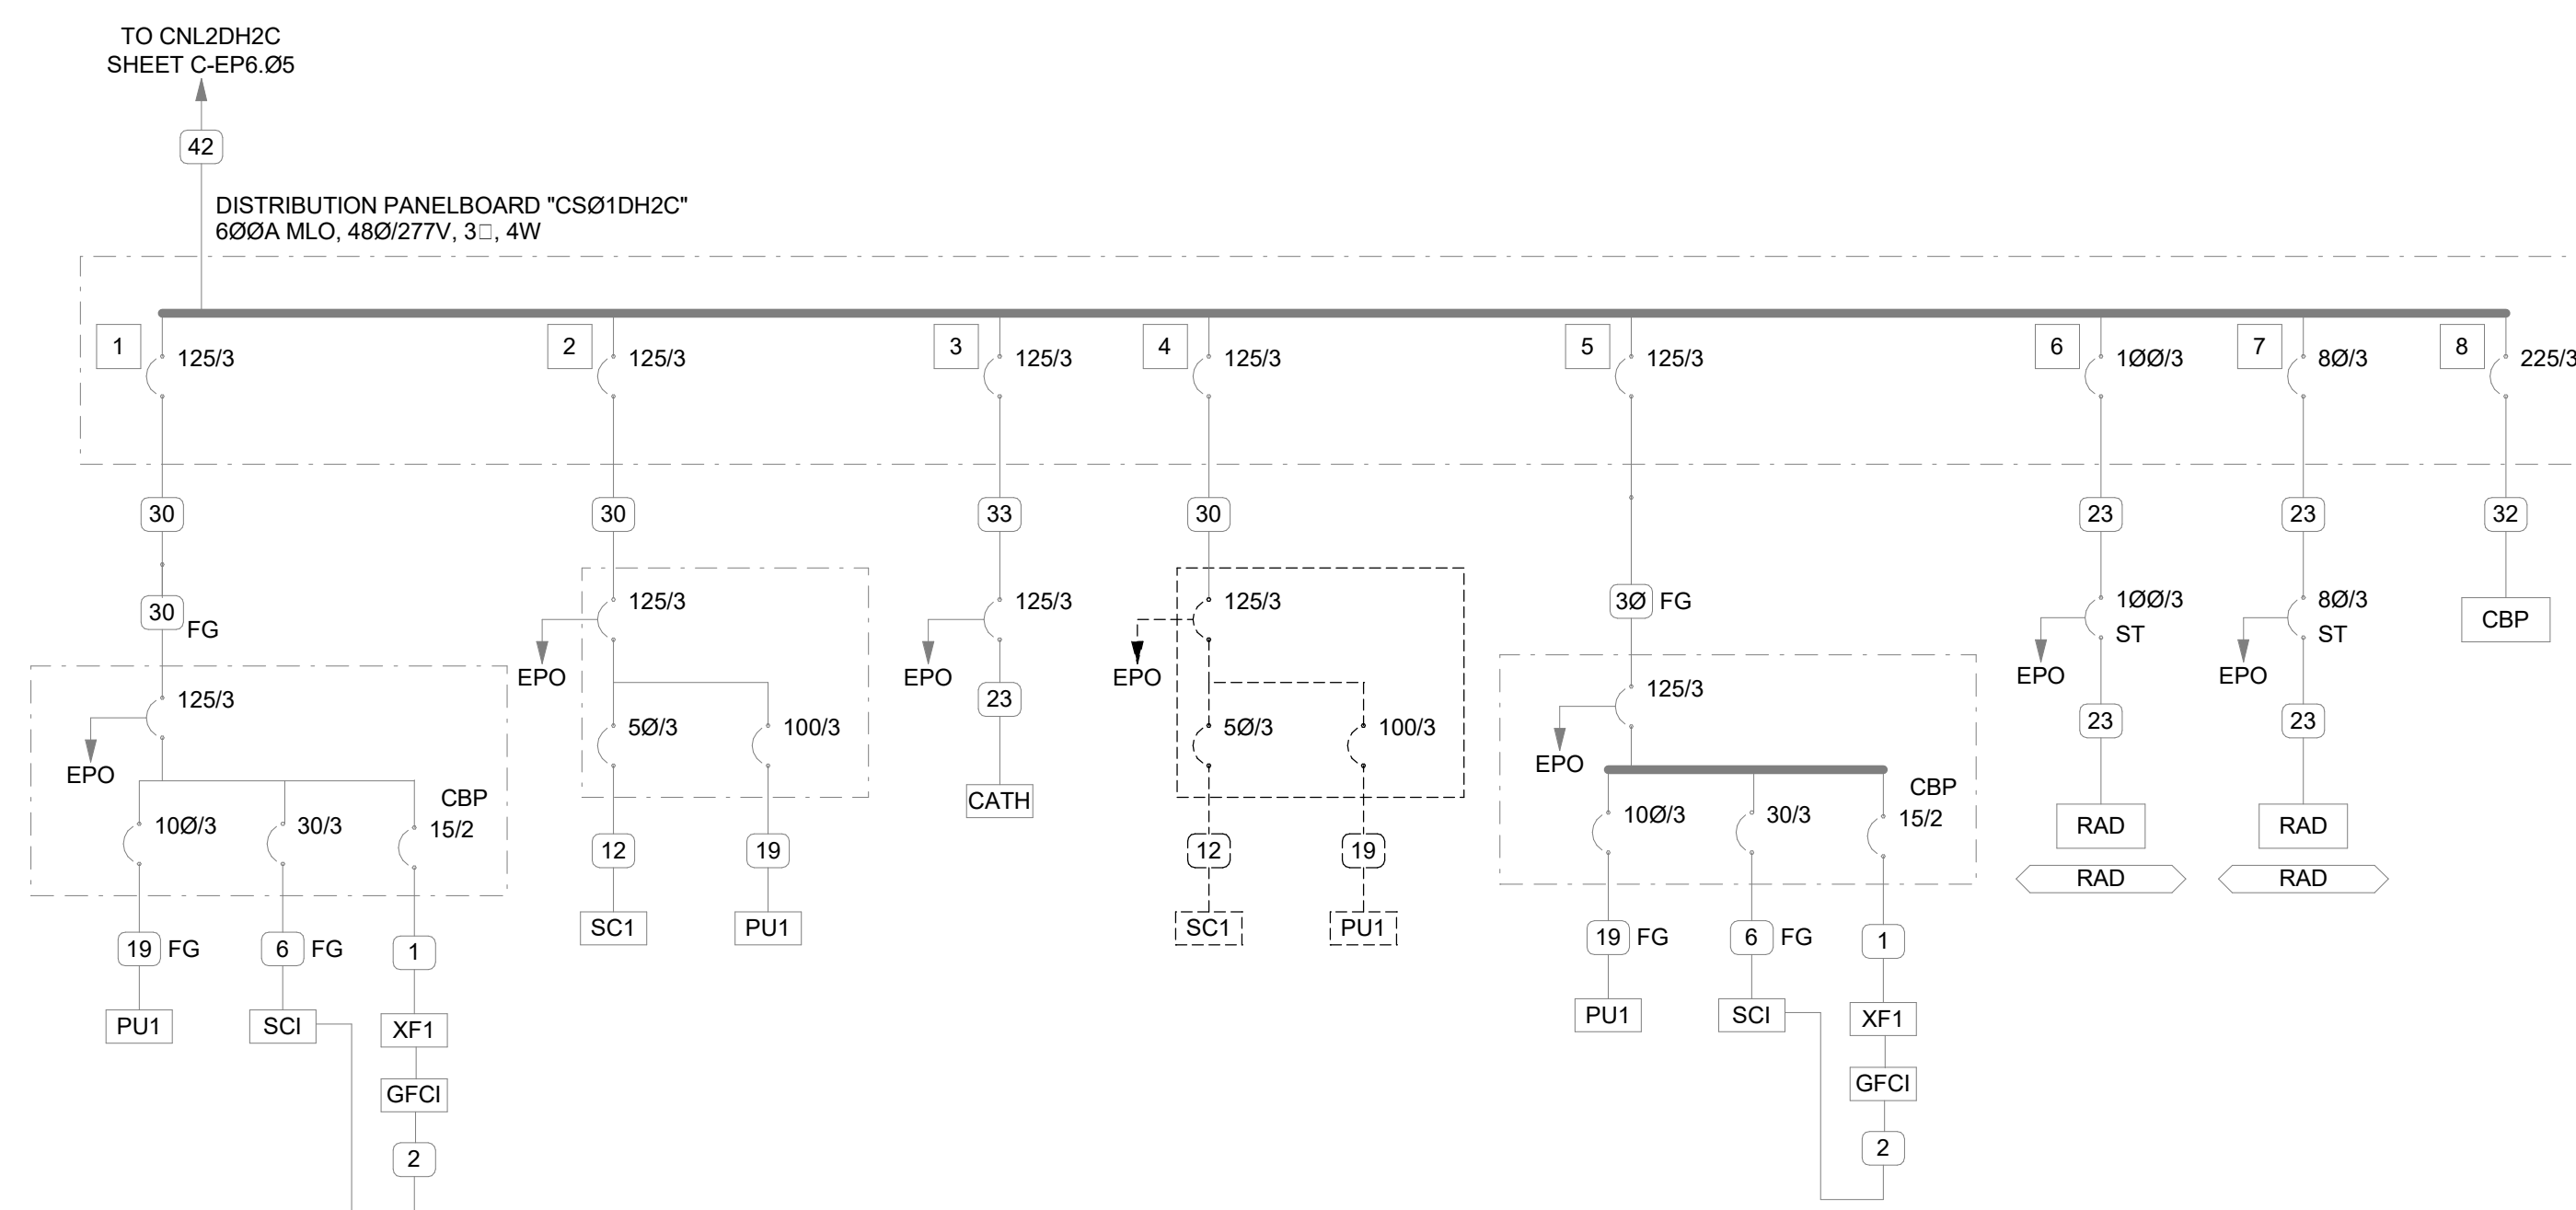 TO CNL2DH2C
SHEET C-EP6.Ø5
42
DISTRIBUTION PANELBOARD "CSØ1DH2C"
6ØØA MLO, 48Ø/277V, 3□, 4W
1
125/3
2
125/3
3
125/3
4
125/3
5
125/3
6
1ØØ/3
7
8Ø/3
8
225/3
30
30
33
30
23
23
32
30
FG
125/3
EPO
125/3
EPO
125/3
EPO
3Ø FG
1ØØ/3
ST
EPO
8Ø/3
ST
EPO
CBP
125/3
EPO
5Ø/3
100/3
23
5Ø/3
100/3
125/3
EPO
23
23
CBP
10Ø/3
30/3
15/2
CATH
CBP
10Ø/3
30/3
15/2
RAD
RAD
12
19
12
19
RAD
RAD
SC1
PU1
SC1
PU1
19 FG
6 FG
1
19 FG
6 FG
1
PU1
SCI
XF1
PU1
SCI
XF1
GFCI
GFCI
2
2